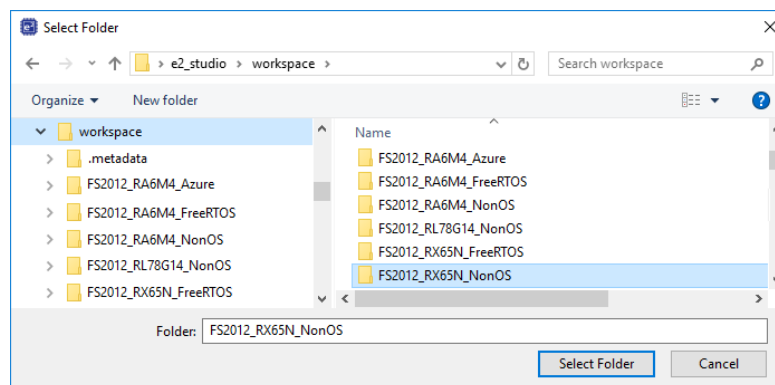 Select Folder
e2_studio workspace
Search workspace
Organize New folder
workspace
.metadata
FS2012_RA6M4_Azure
FS2012_RA6M4_FreeRTOS
FS2012_RA6M4_NonOS
FS2012_RL78G14_NonOS
FS2012_RX65N_FreeRTOS
Name
FS2012_RA6M4_Azure
FS2012_RA6M4_FreeRTOS
FS2012_RA6M4_NonOS
FS2012_RL78G14_NonOS
FS2012_RX65N_FreeRTOS
FS2012_RX65N_NonOS
Folder: FS2012_RX65N_NonOS
Select Folder Cancel